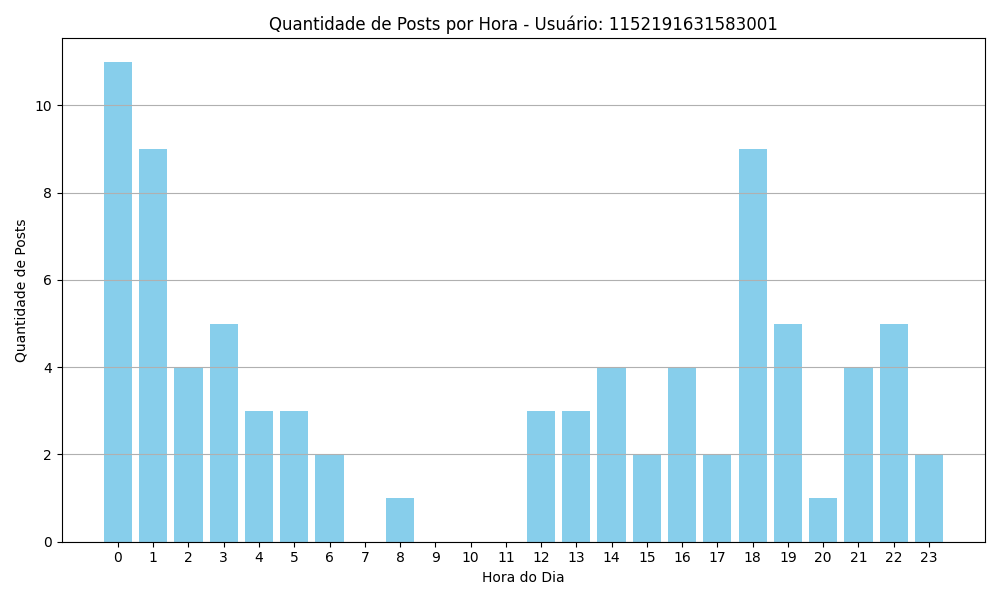 Quantidade de Posts por Hora - Usuário: 1152191631583001
Quantidade de Posts
10
8
6
4
2
0
0 1 2 3 4 5 6 7 8 9 10 11 12 13 14 15 16 17 18 19 20 21 22 23
Hora do Dia